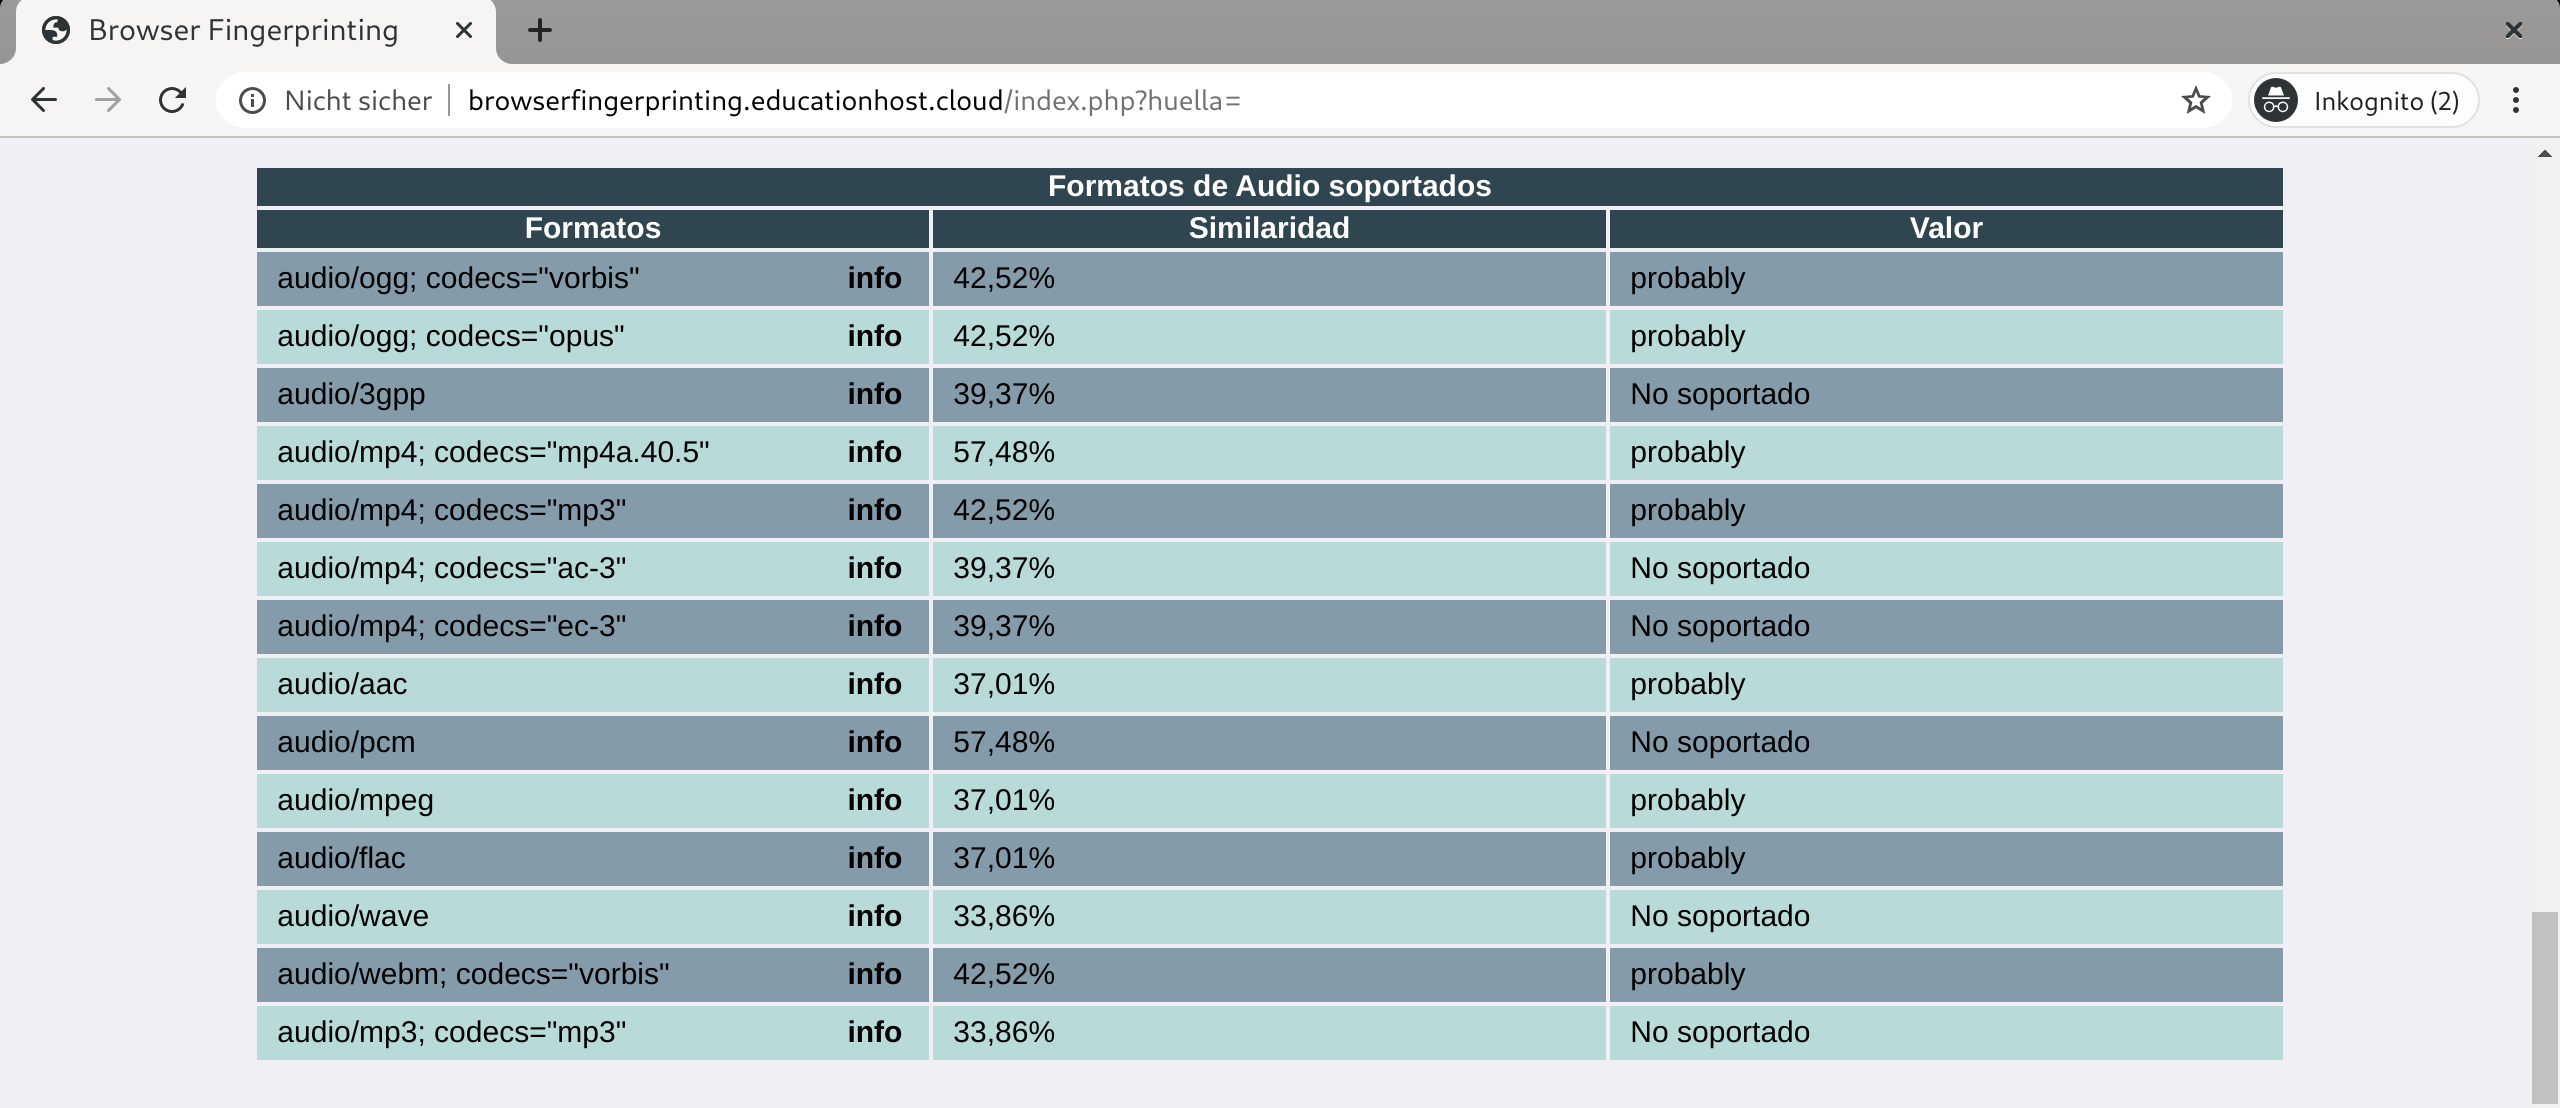 Browser Fingerprinting
Nicht sicher browserfingerprinting.educationhost.cloud/index.php?huella= Inkognito (2)
Formatos de Audio soportados
Formatos Similaridad Valor
audio/ogg; codecs="vorbis" info 42,52% probably
audio/ogg; codecs="opus" info 42,52% probably
audio/3gpp info 39,37% No soportado
audio/mp4; codecs="mp4a.40.5" info 57,48% probably
audio/mp4; codecs="mp3" info 42,52% probably
audio/mp4; codecs="ac-3" info 39,37% No soportado
audio/mp4; codecs="ec-3" info 39,37% No soportado
audio/aac info 37,01% probably
audio/pcm info 57,48% No soportado
audio/mpeg info 37,01% probably
audio/flac info 37,01% probably
audio/wave info 33,86% No soportado
audio/webm; codecs="vorbis" info 42,52% probably
audio/mp3; codecs="mp3" info 33,86% No soportado